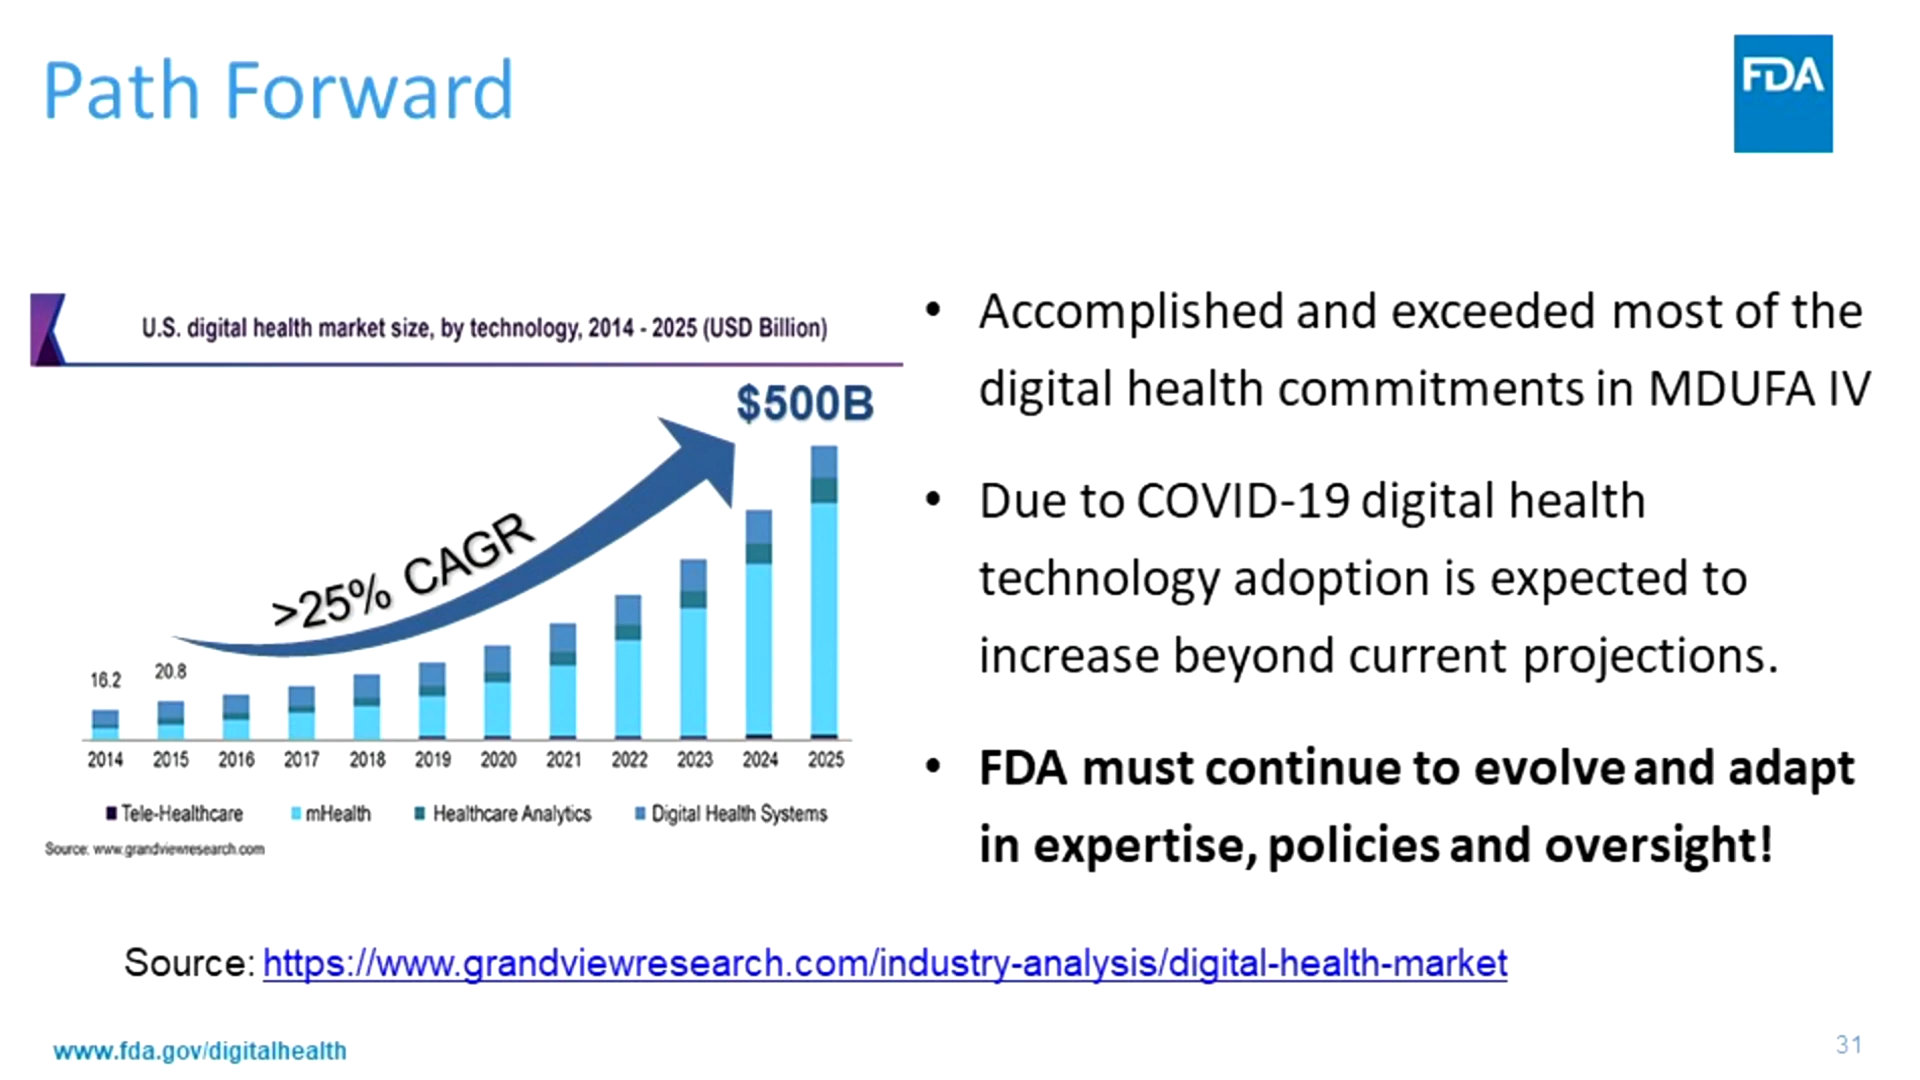 Path Forward
FDA
U.S. digital health market size, by technology, 2014 - 2025 (USD Billion)
$500B
>25% CAGR
16.2
20.8
2014 2015 2016 2017 2018 2019 2020 2021 2022 2023 2024 2025
Tele-Healthcare mHealth Healthcare Analytics Digital Health Systems
Source: www.grandviewresearch.com
• Accomplished and exceeded most of the
digital health commitments in MDUFA IV
• Due to COVID-19 digital health
technology adoption is expected to
increase beyond current projections.
• FDA must continue to evolve and adapt
in expertise, policies and oversight!
Source: https://www.grandviewresearch.com/industry-analysis/digital-health-market
www.fda.gov/digitalhealth
31